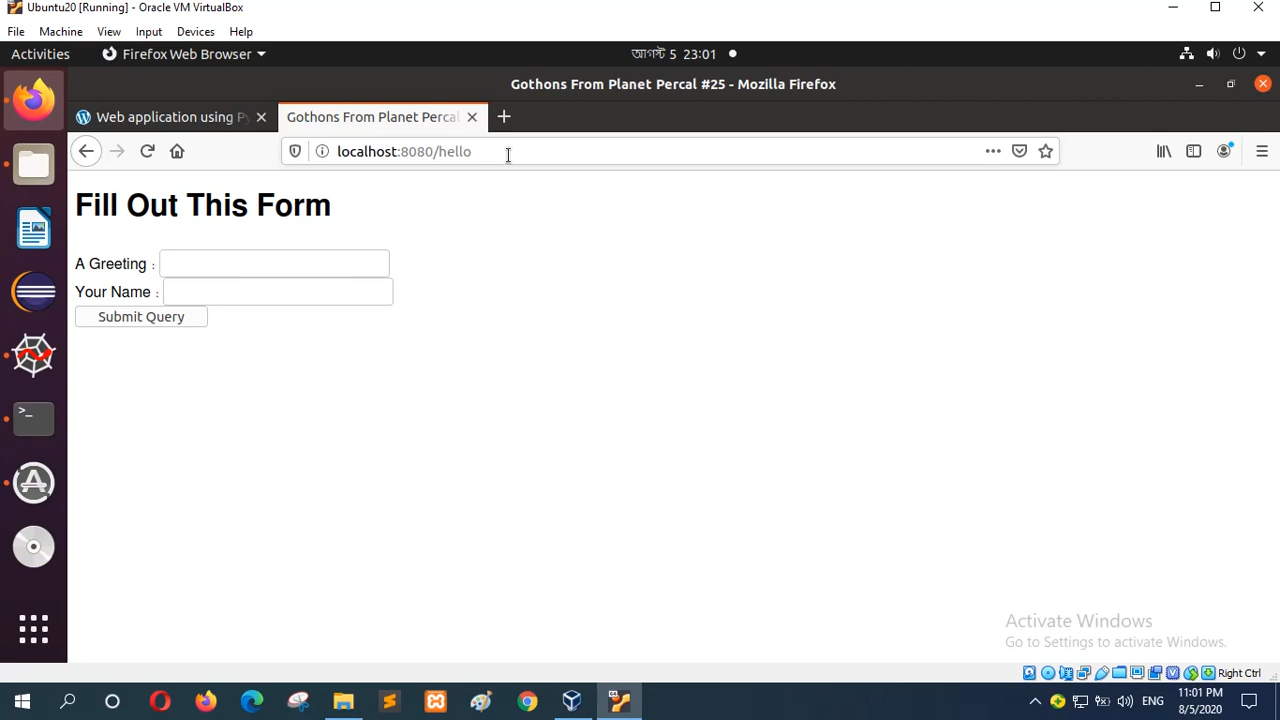 Ubuntu20 [Running] - Oracle VM VirtualBox
File Machine View Input Devices Help
Activities Firefox Web Browser আগস্ট 5 23:01
Gothons From Planet Percal #25 - Mozilla Firefox
Web application using Py Gothons From Planet Percal
localhost:8080/hello
Fill Out This Form
A Greeting :
Your Name :
Submit Query
Activate Windows
Go to Settings to activate Windows.
Right Ctrl
ENG 11:01 PM
8/5/2020